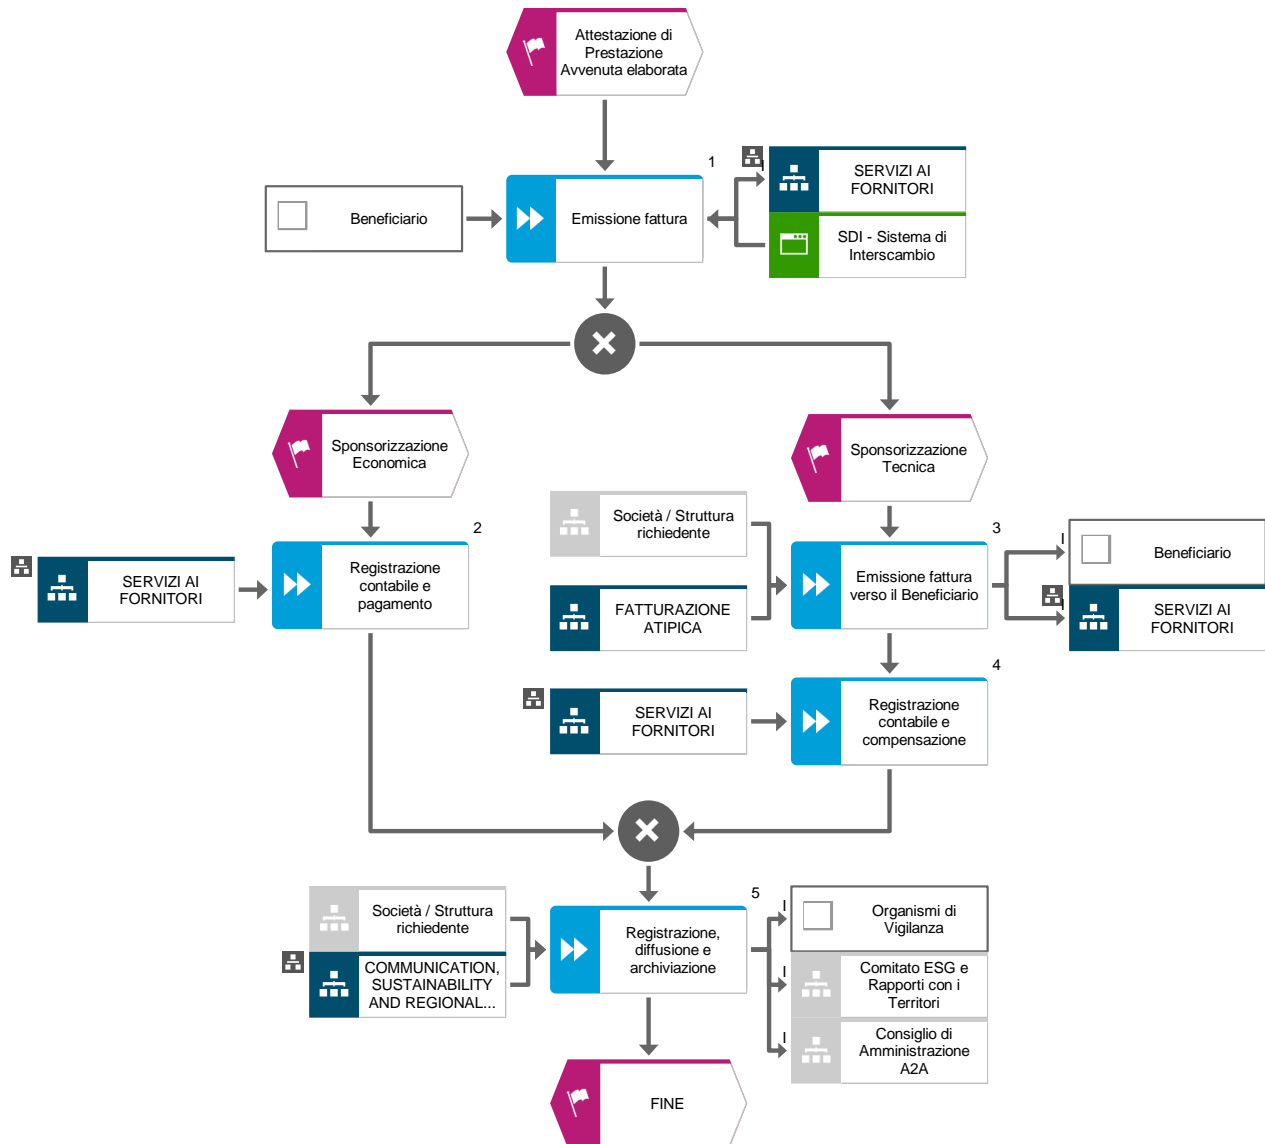 Attestazione di
Prestazione
Avvenuta elaborata
1
I
SERVIZI AI
FORNITORI
Beneficiario
Emissione fattura
SDI - Sistema di
Interscambio
Sponsorizzazione
Economica
Sponsorizzazione
Tecnica
Società / Struttura
richiedente
2
3
I
SERVIZI AI
FORNITORI
Registrazione
contabile e
pagamento
FATTURAZIONE
ATIPICA
Emissione fattura
verso il Beneficiario
Beneficiario
I
SERVIZI AI
FORNITORI
4
SERVIZI AI
FORNITORI
Registrazione
contabile e
compensazione
5
Società / Struttura
richiedente
COMMUNICATION,
SUSTAINABILITY
AND REGIONAL...
Registrazione,
diffusione e
archiviazione
I
Organismi di
Vigilanza
I
Comitato ESG e
Rapporti con i
Territori
I
Consiglio di
Amministrazione
A2A
FINE